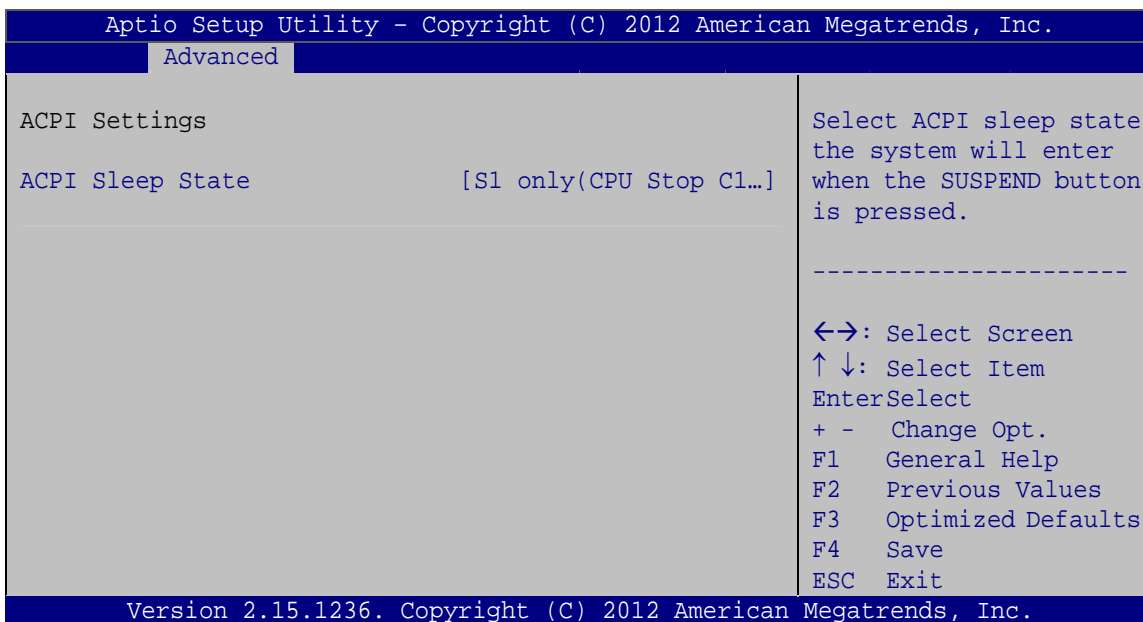 Aptio Setup Utility – Copyright (C) 2012 American Megatrends, Inc.
Advanced
ACPI Settings
ACPI Sleep State [S1 only(CPU Stop C1…]
Select ACPI sleep state
the system will enter
when the SUSPEND button
is pressed.
----------------------
←→: Select Screen
↑ ↓: Select Item
EnterSelect
+ - Change Opt.
F1 General Help
F2 Previous Values
F3 Optimized Defaults
F4 Save
ESC Exit
Version 2.15.1236. Copyright (C) 2012 American Megatrends, Inc.